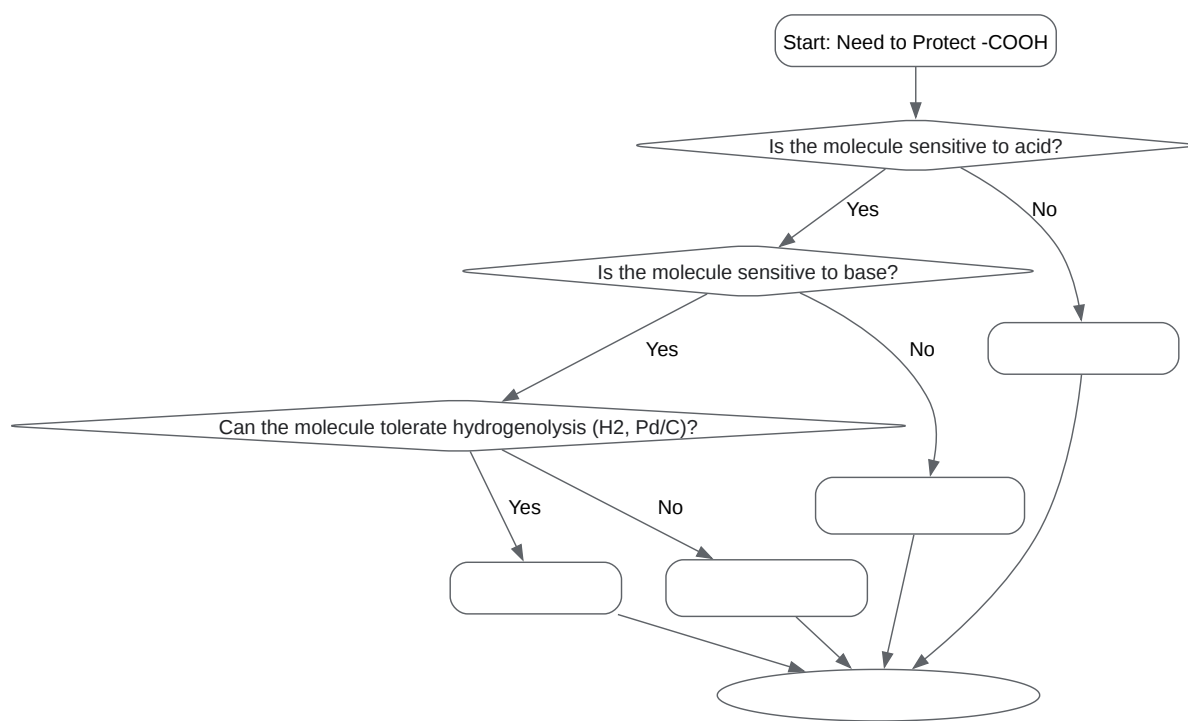 Start: Need to Protect -COOH
Is the molecule sensitive to acid?
Yes
No
Is the molecule sensitive to base?
Yes
No
Can the molecule tolerate hydrogenolysis (H2, Pd/C)?
Yes
No